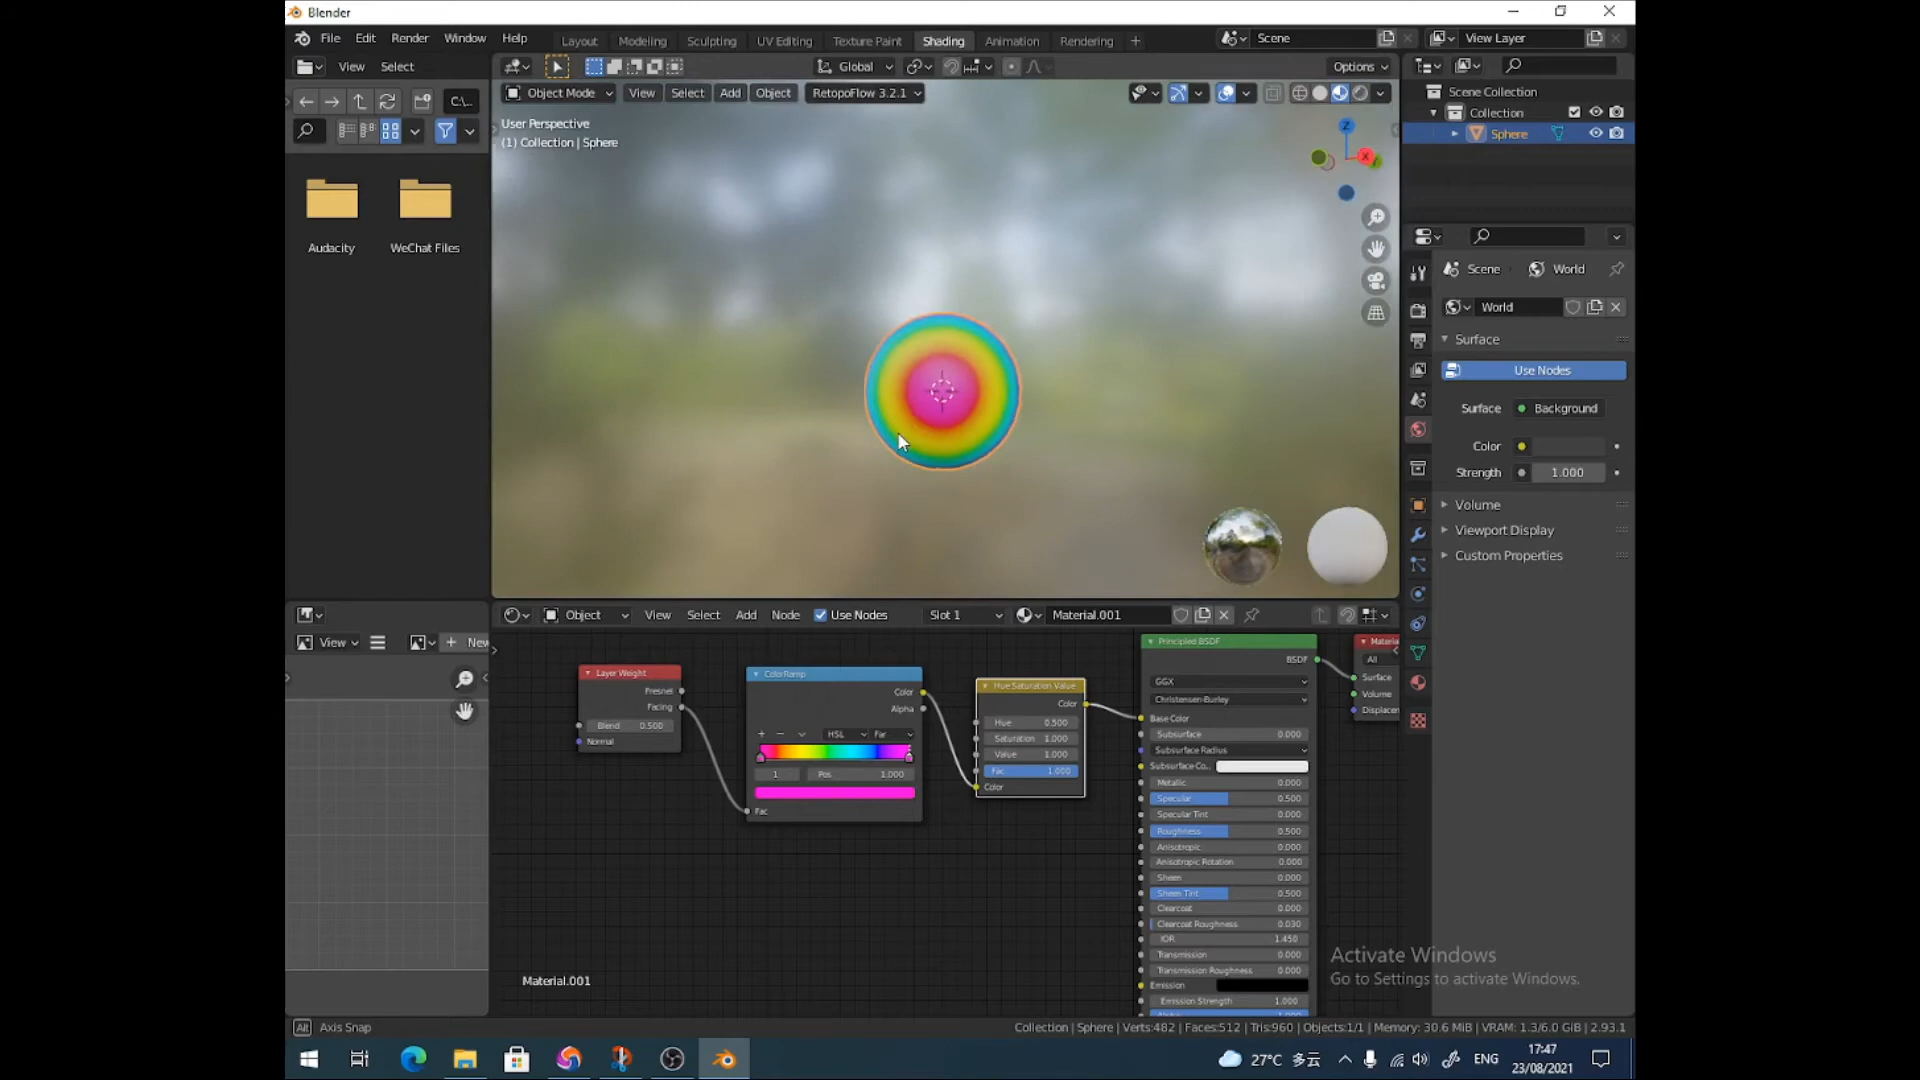 Blender
File Edit Render Window Help
Layout Modeling Sculpting UV Editing Texture Paint Shading Animation Rendering +
Scene
View Layer
View Select
Global
Options
C:\..
Object Mode View Select Add Object RetopoFlow 3.2.1
Scene Collection
Collection
Sphere
User Perspective
(1) Collection | Sphere
Z
X
Audacity
WeChat Files
Scene World
World
Surface
Use Nodes
Surface Background
Color
Strength 1.000
Volume
Viewport Display
Custom Properties
Object View Select Add Node Use Nodes Slot 1 Material.001
View + New
Layer Weight
Fresnel
Facing
Blend 0.500
Normal
ColorRamp
Color
Alpha
+ − HSL Far
1 Pos 1.000
Fac
Hue Saturation Value
Color
Hue 0.500
Saturation 1.000
Value 1.000
Fac 1.000
Color
Principled BSDF
BSDF
GGX
Christensen-Burley
Base Color
Subsurface 0.000
Subsurface Radius
Subsurface Co..
Metallic 0.000
Specular 0.500
Specular Tint 0.000
Roughness 0.500
Anisotropic 0.000
Anisotropic Rotation 0.000
Sheen 0.000
Sheen Tint 0.500
Clearcoat 0.000
Clearcoat Roughness 0.030
IOR 1.450
Transmission 0.000
Transmission Roughness 0.000
Emission
Emission Strength 1.000
Materia
All
Surface
Volume
Displacen
Material.001
Activate Windows
Go to Settings to activate Windows.
Alt Axis Snap
Collection | Sphere | Verts:482 | Faces:512 | Tris:960 | Objects:1/1 | Memory: 30.6 MiB | VRAM: 1.3/6.0 GiB | 2.93.1
27°C 多云
ENG
17:47
23/08/2021